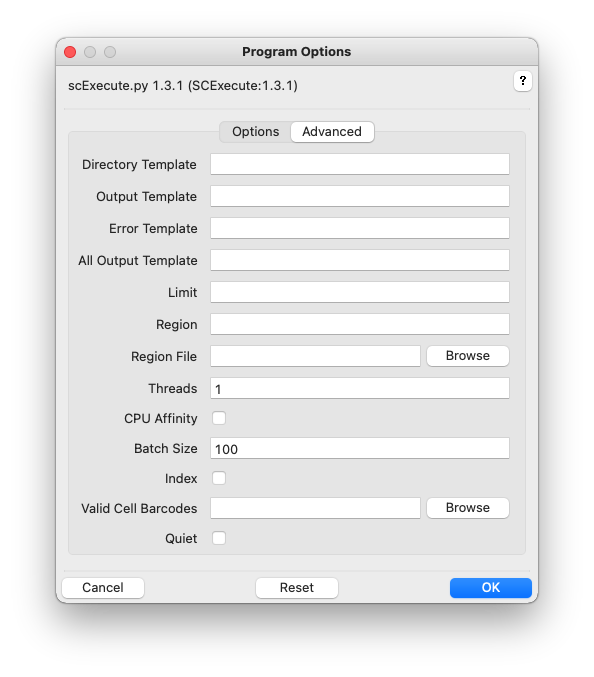 Program Options
scExecute.py 1.3.1 (SCExecute:1.3.1)
?
Options Advanced
Directory Template
Output Template
Error Template
All Output Template
Limit
Region
Region File Browse
Threads 1
CPU Affinity
Batch Size 100
Index
Valid Cell Barcodes Browse
Quiet
Cancel Reset OK